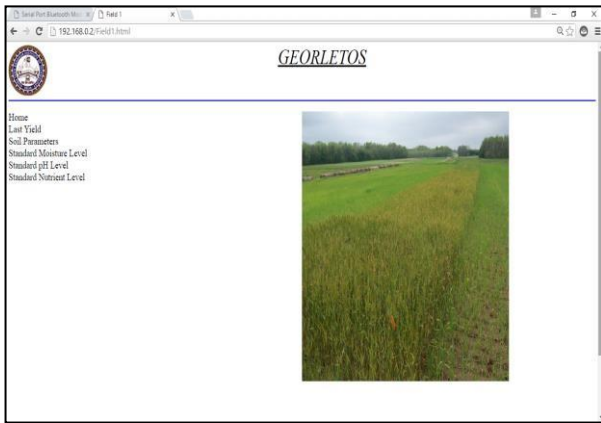 Serial Port Bluetooth Mod
Field 1
192.168.0.2/Field1.html
GEORLETOS
Home
Last Yield
Soil Parameters
Standard Moisture Level
Standard pH Level
Standard Nutrient Level